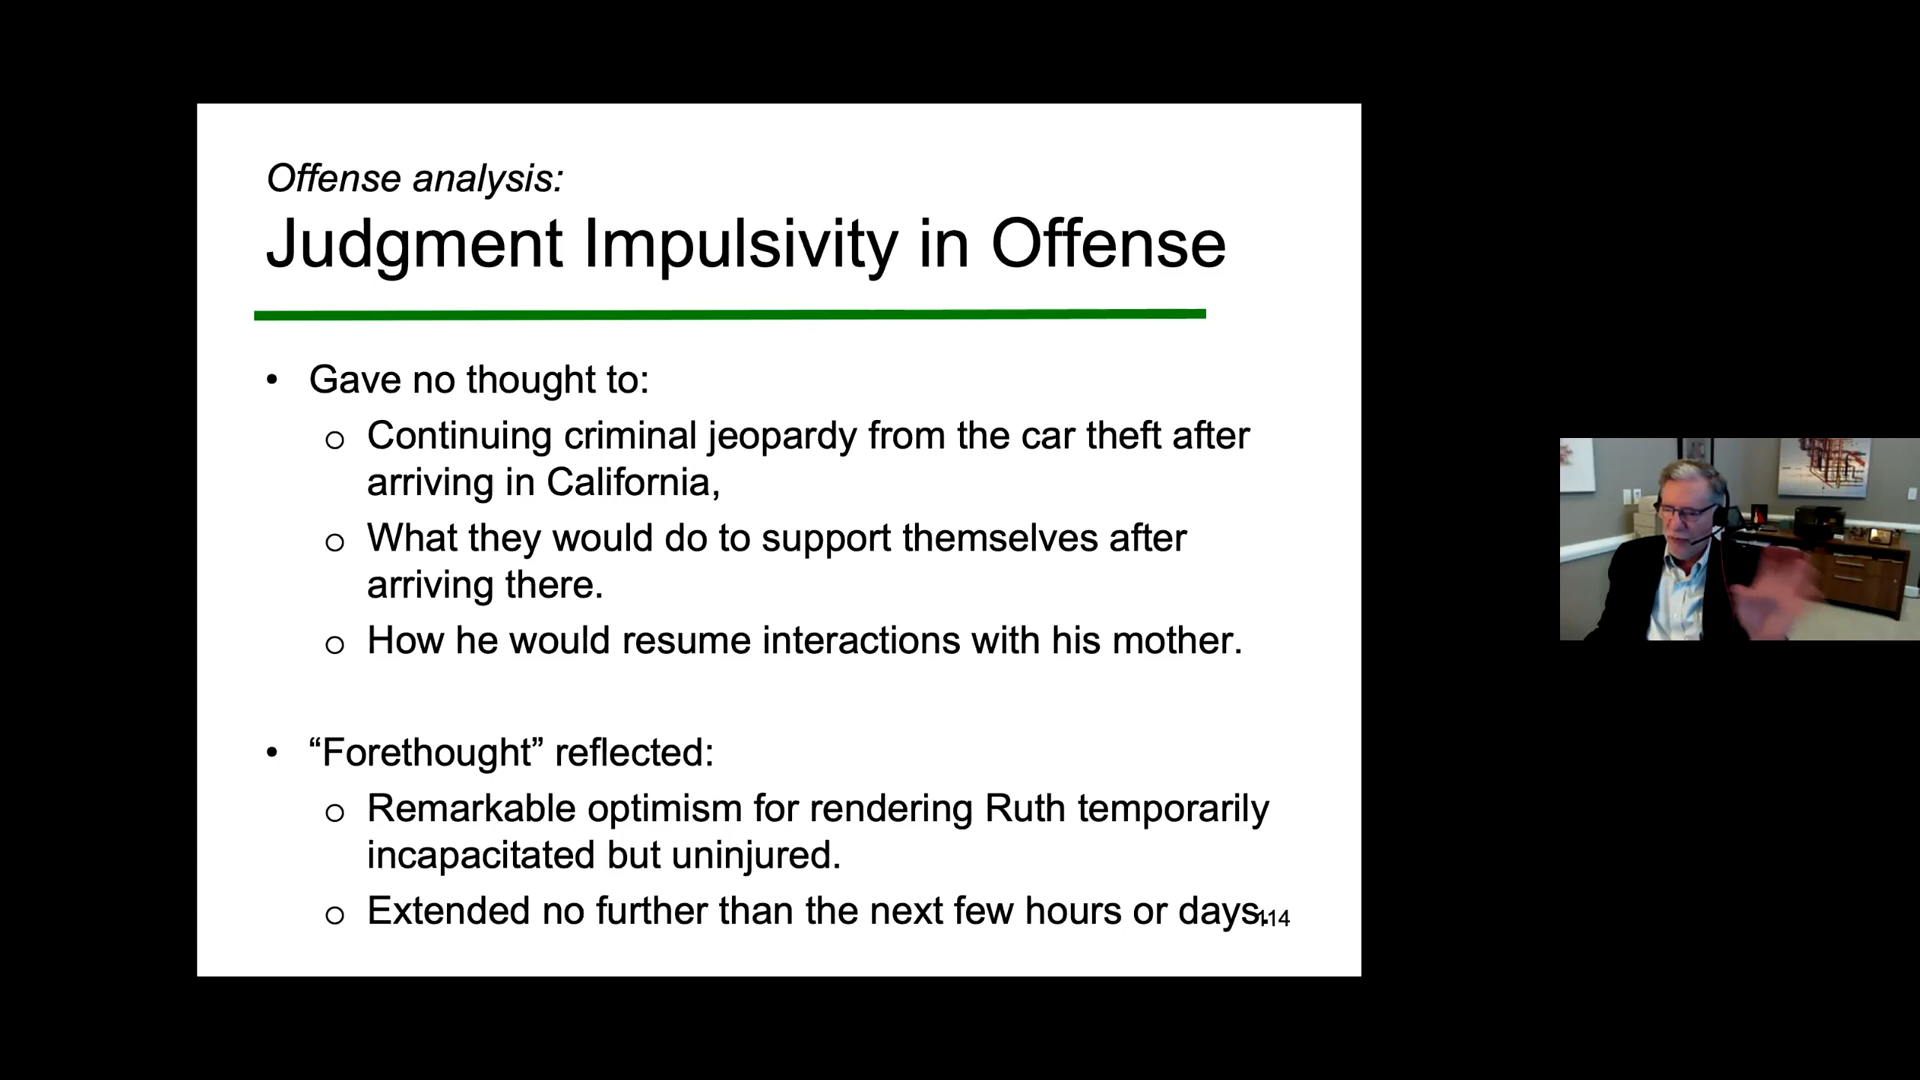 Offense analysis:
Judgment Impulsivity in Offense
• Gave no thought to:
o Continuing criminal jeopardy from the car theft after
arriving in California,
o What they would do to support themselves after
arriving there.
o How he would resume interactions with his mother.
• “Forethought” reflected:
o Remarkable optimism for rendering Ruth temporarily
incapacitated but uninjured.
o Extended no further than the next few hours or days.
114